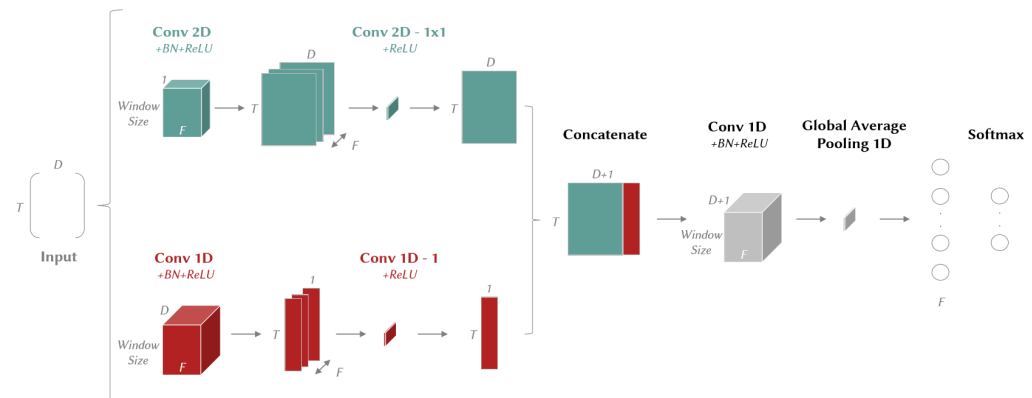 Conv 2D
+BN+ReLU
Conv 2D - 1x1
+ReLU
D
D
1
Window
Size
F
T
F
T
D
T
Input
Concatenate
D+1
T
Conv 1D
+BN+ReLU
D+1
Window
Size
F
Global Average
Pooling 1D
Softmax
F
Conv 1D
+BN+ReLU
Conv 1D - 1
+ReLU
D
Window
Size
F
T
F
1
T